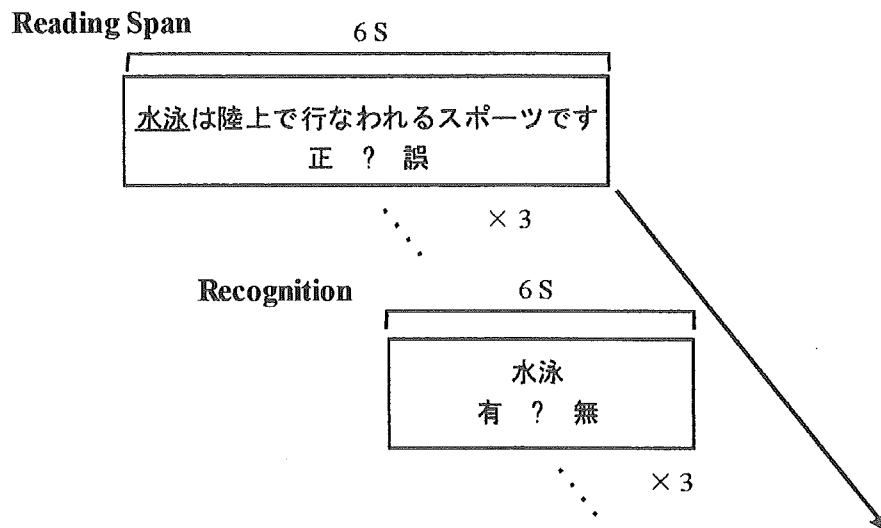 Reading Span
6 S
水泳は陸上で行なわれるスポーツです
正 ? 誤
× 3
Recognition
6 S
水泳
有 ? 無
× 3